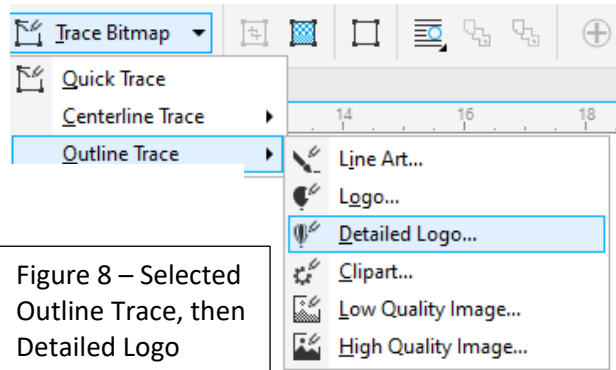 Trace Bitmap
Quick Trace
Centerline Trace
14 16 18
Outline Trace
Line Art...
Logo...
Detailed Logo...
Clipart...
Low Quality Image...
High Quality Image...
Figure 8 – Selected
Outline Trace, then
Detailed Logo